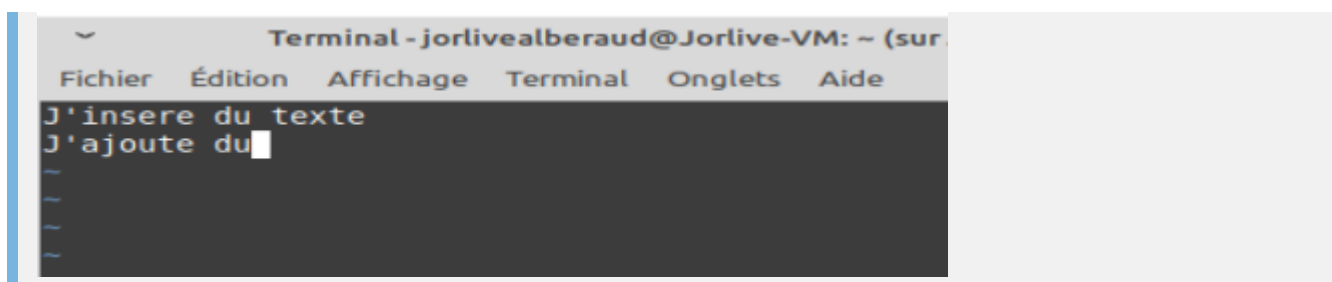 Terminal - jorlivealberaud@Jorlive-VM: ~ (sur
Fichier Édition Affichage Terminal Onglets Aide
J'insere du texte
J'ajoute du
~
~
~
~